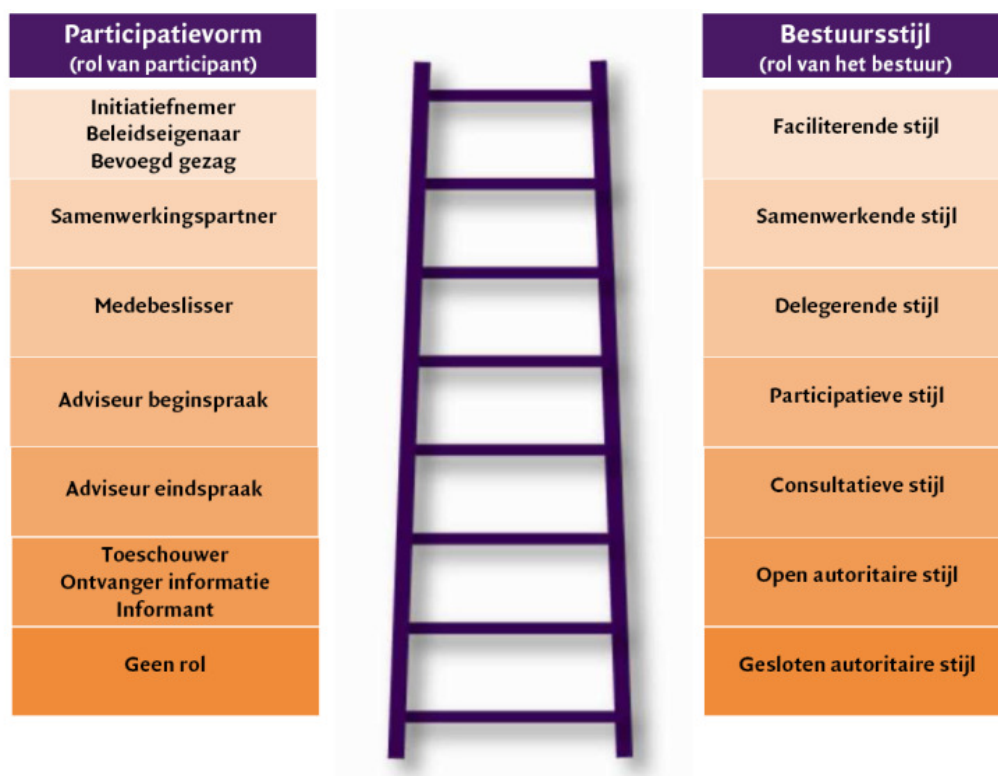 Participatievorm
(rol van participant)
Initiatiefnemer
Beleidseigenaar
Bevoegd gezag
Samenwerkingspartner
Medebeslisser
Adviseur beginspraak
Adviseur eindspraak
Toeschouwer
Ontvanger informatie
Informant
Geen rol
Bestuursstijl
(rol van het bestuur)
Faciliterende stijl
Samenwerkende stijl
Delegerende stijl
Participatieve stijl
Consultatieve stijl
Open autoritaire stijl
Gesloten autoritaire stijl